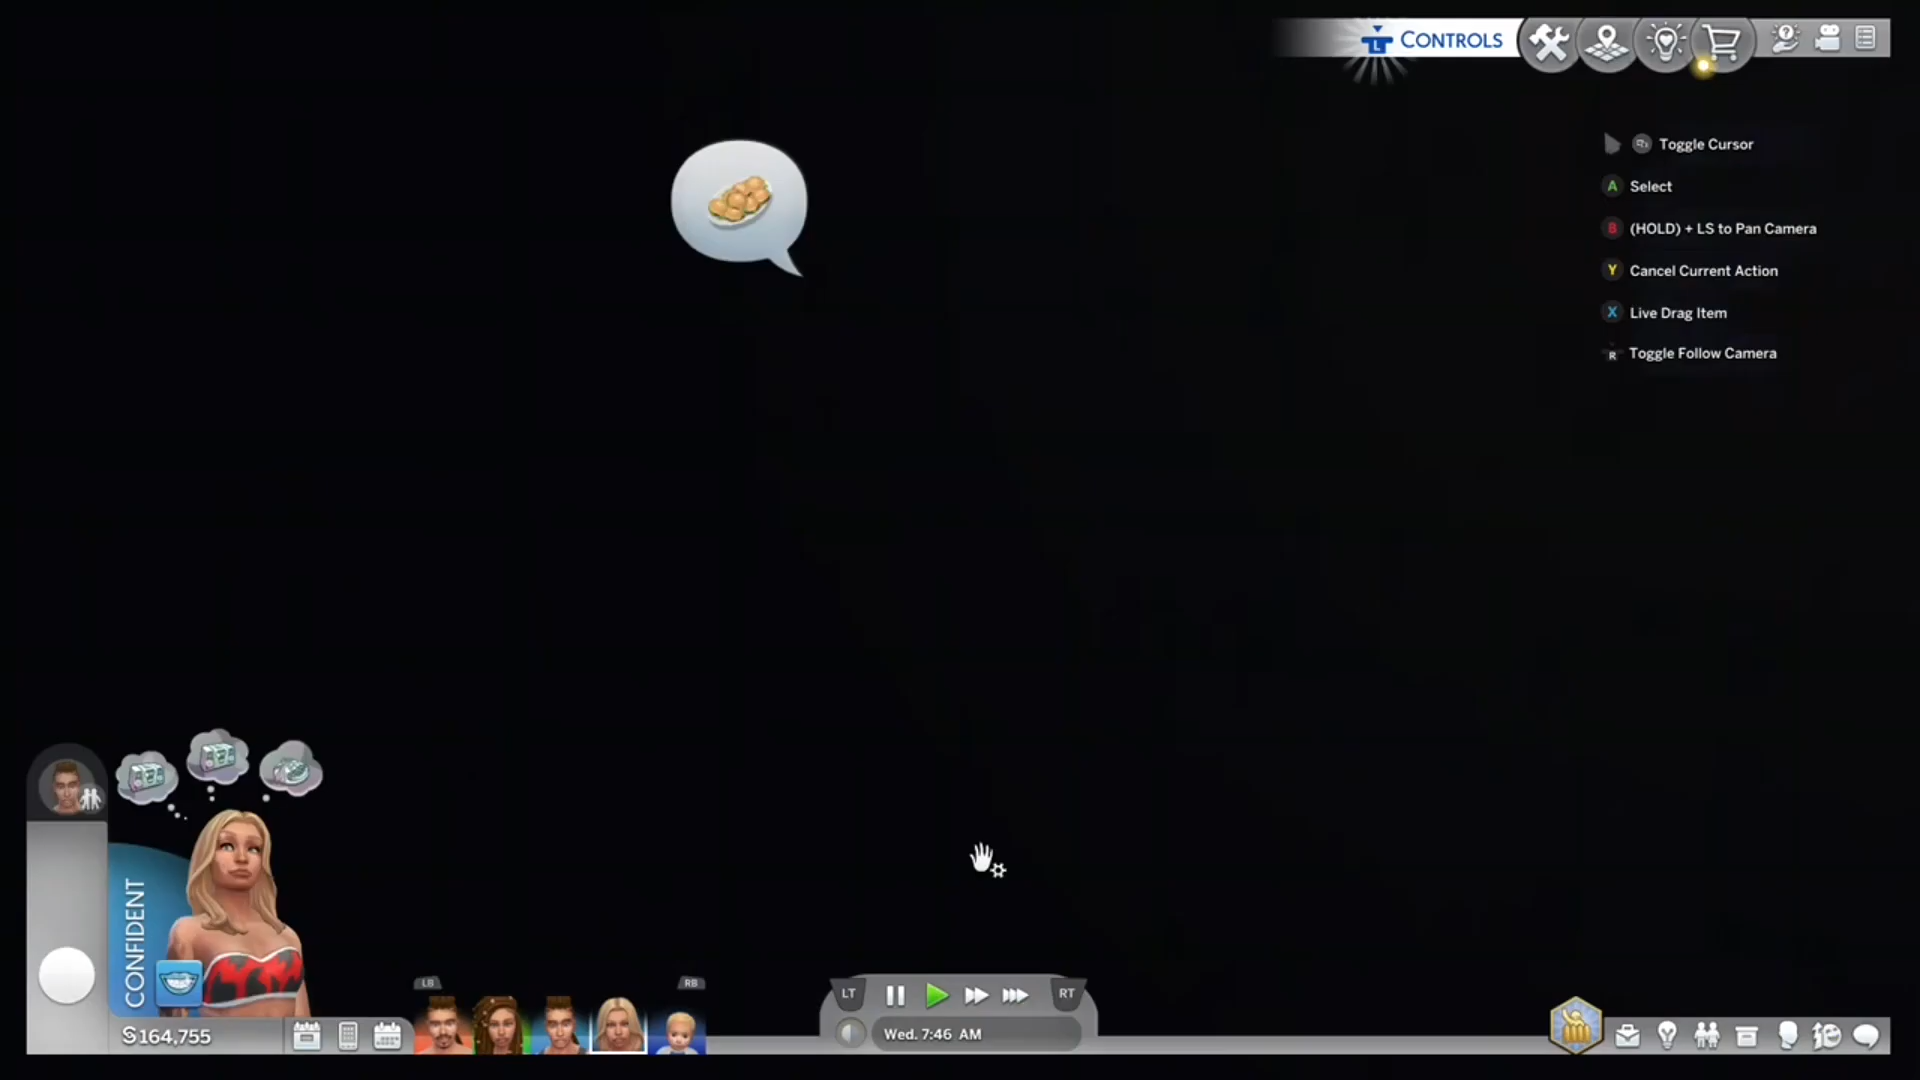 L CONTROLS
Toggle Cursor
A Select
B (HOLD) + LS to Pan Camera
Y Cancel Current Action
X Live Drag Item
R Toggle Follow Camera
CONFIDENT
§164,755
LB
RB
LT
RT
Wed. 7:46 AM